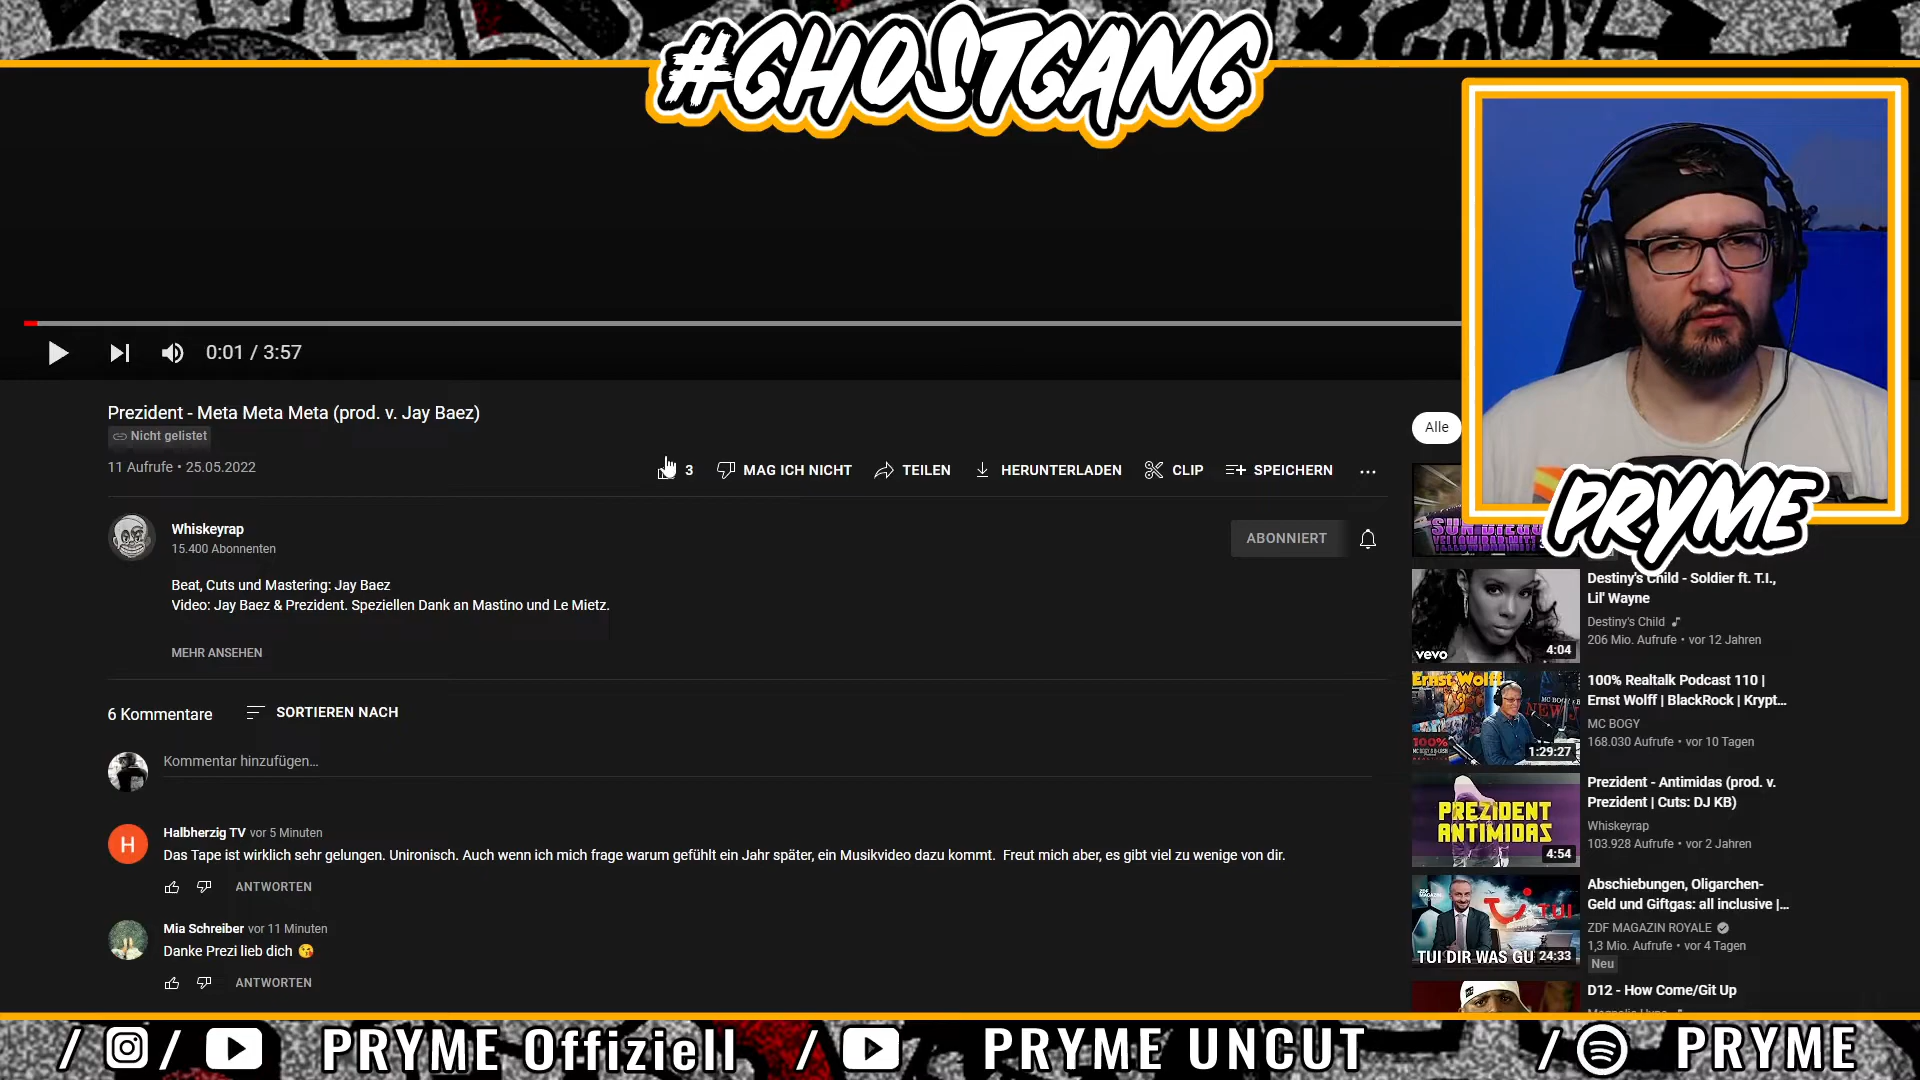 #GHOSTGANG
0:01 / 3:57
Prezident - Meta Meta Meta (prod. v. Jay Baez)
Nicht gelistet
11 Aufrufe • 25.05.2022
3
MAG ICH NICHT
TEILEN
HERUNTERLADEN
CLIP
SPEICHERN
Whiskeyrap
15.400 Abonnenten
ABONNIERT
Beat, Cuts und Mastering: Jay Baez
Video: Jay Baez & Prezident. Speziellen Dank an Mastino und Le Mietz.
MEHR ANSEHEN
6 Kommentare
SORTIEREN NACH
Kommentar hinzufügen...
H
Halbherzig TV vor 5 Minuten
Das Tape ist wirklich sehr gelungen. Unironisch. Auch wenn ich mich frage warum gefühlt ein Jahr später, ein Musikvideo dazu kommt. Freut mich aber, es gibt viel zu wenige von dir.
ANTWORTEN
Mia Schreiber vor 11 Minuten
Danke Prezi lieb dich 😘
ANTWORTEN
PRYME
Alle
SUN DIEGO
YELLOW BAR MITZ
Destiny's Child - Soldier ft. T.I.,
Lil' Wayne
Destiny's Child
206 Mio. Aufrufe • vor 12 Jahren
vevo
4:04
Ernst Wolff
100%
1:29:27
100% Realtalk Podcast 110 |
Ernst Wolff | BlackRock | Krypt...
MC BOGY
168.030 Aufrufe • vor 10 Tagen
PREZIDENT
ANTIMIDAS
4:54
Prezident - Antimidas (prod. v.
Prezident | Cuts: DJ KB)
Whiskeyrap
103.928 Aufrufe • vor 2 Jahren
ZDF MAGAZIN
TUI
TUI DIR WAS GU
24:33
Abschiebungen, Oligarchen-
Geld und Giftgas: all inclusive |...
ZDF MAGAZIN ROYALE
1,3 Mio. Aufrufe • vor 4 Tagen
Neu
D12 - How Come/Git Up
/ / PRYME Offiziell / PRYME UNCUT / PRYME